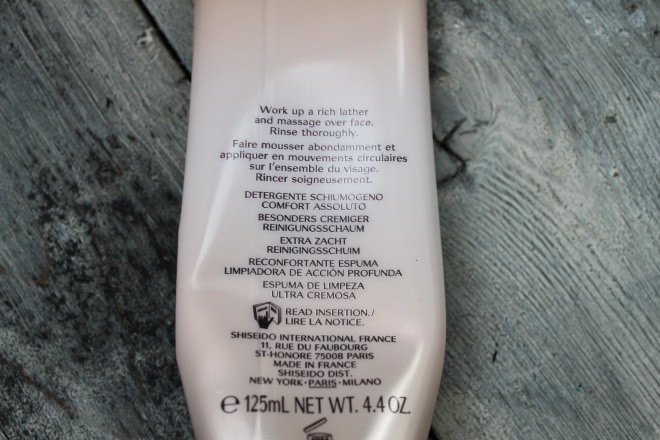 Work up a rich lather
and massage over face.
Rinse thoroughly.
Faire mousser abondamment et
appliquer en mouvements circulaires
sur l'ensemble du visage.
Rincer soigneusement.
DETERGENTE SCHIUMOGENO
COMFORT ASSOLUTO
BESONDERS CREMIGER
REINIGUNGSSCHAUM
EXTRA ZACHT
REINIGINGSSCHUIM
RECONFORTANTE ESPUMA
LIMPIADORA DE ACCIÓN PROFUNDA
ESPUMA DE LIMPEZA
ULTRA CREMOSA
READ INSERTION./
LIRE LA NOTICE.
SHISEIDO INTERNATIONAL FRANCE
11, RUE DU FAUBOURG
ST-HONORE 75008 PARIS
MADE IN FRANCE
SHISEIDO DIST.
NEW YORK·PARIS·MILANO
℮ 125mL NET WT. 4.4 OZ.